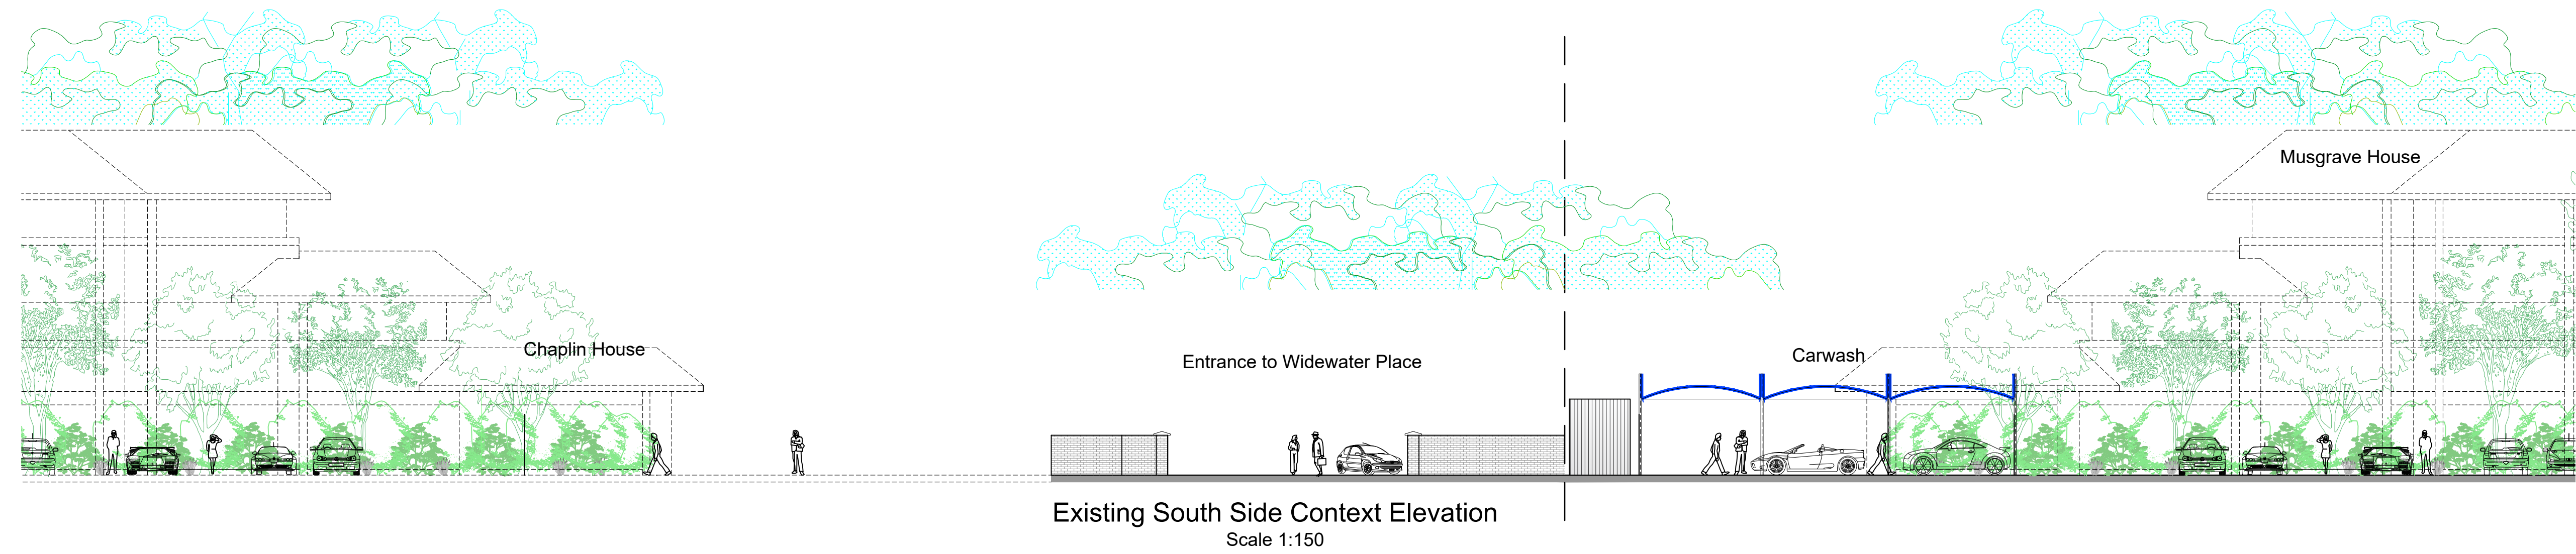 Musgrave House
Chaplin House
Carwash
Entrance to Widewater Place
Existing South Side Context Elevation
Scale 1:150